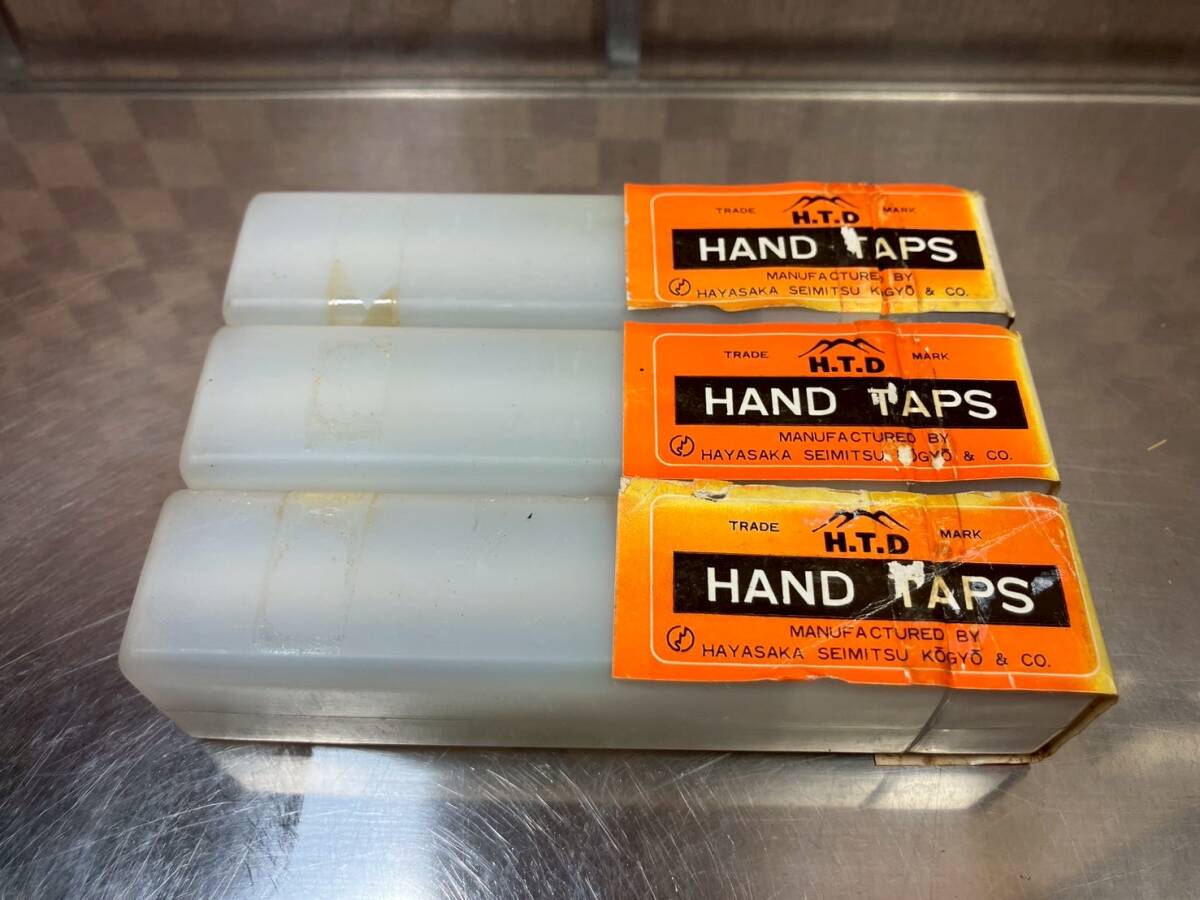 TRADE H.T.D MARK
HAND TAPS
MANUFACTURED BY
HAYASAKA SEIMITSU KŌGYŌ & CO.
TRADE H.T.D MARK
HAND TAPS
MANUFACTURED BY
HAYASAKA SEIMITSU KŌGYŌ & CO.
TRADE H.T.D MARK
HAND TAPS
MANUFACTURED BY
HAYASAKA SEIMITSU KŌGYŌ & CO.